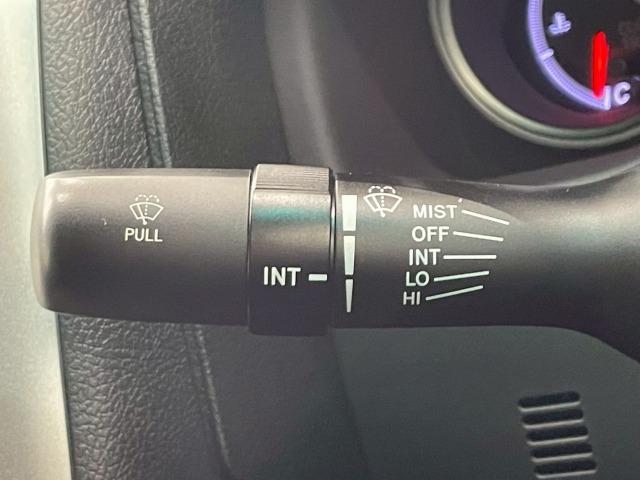 PULL
INT
MIST
OFF
INT
LO
HI
C